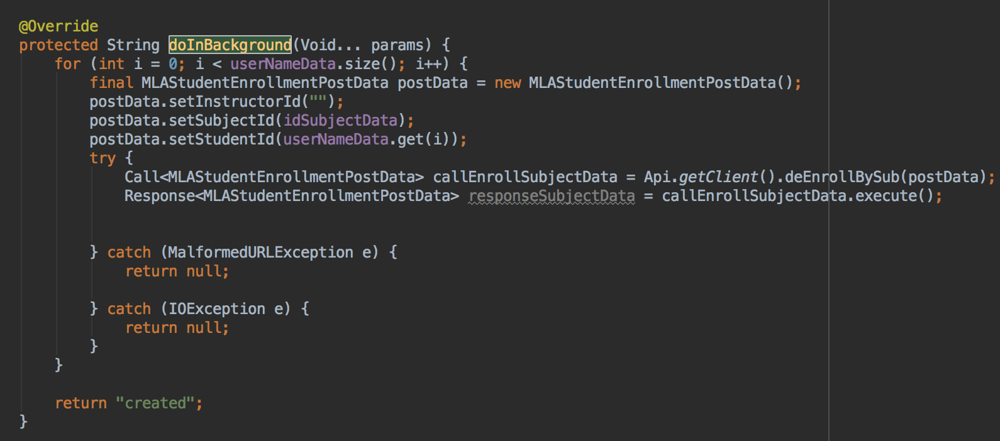 @Override
protected String doInBackground(Void... params) {
for (int i = 0; i < userNameData.size(); i++) {
final MLAStudentEnrollmentPostData postData = new MLAStudentEnrollmentPostData();
postData.setInstructorId("");
postData.setSubjectId(idSubjectData);
postData.setStudentId(userNameData.get(i));
try {
Call<MLAStudentEnrollmentPostData> callEnrollSubjectData = Api.getClient().deEnrollBySub(postData);
Response<MLAStudentEnrollmentPostData> responseSubjectData = callEnrollSubjectData.execute();
} catch (MalformedURLException e) {
return null;
} catch (IOException e) {
return null;
}
}
return "created";
}